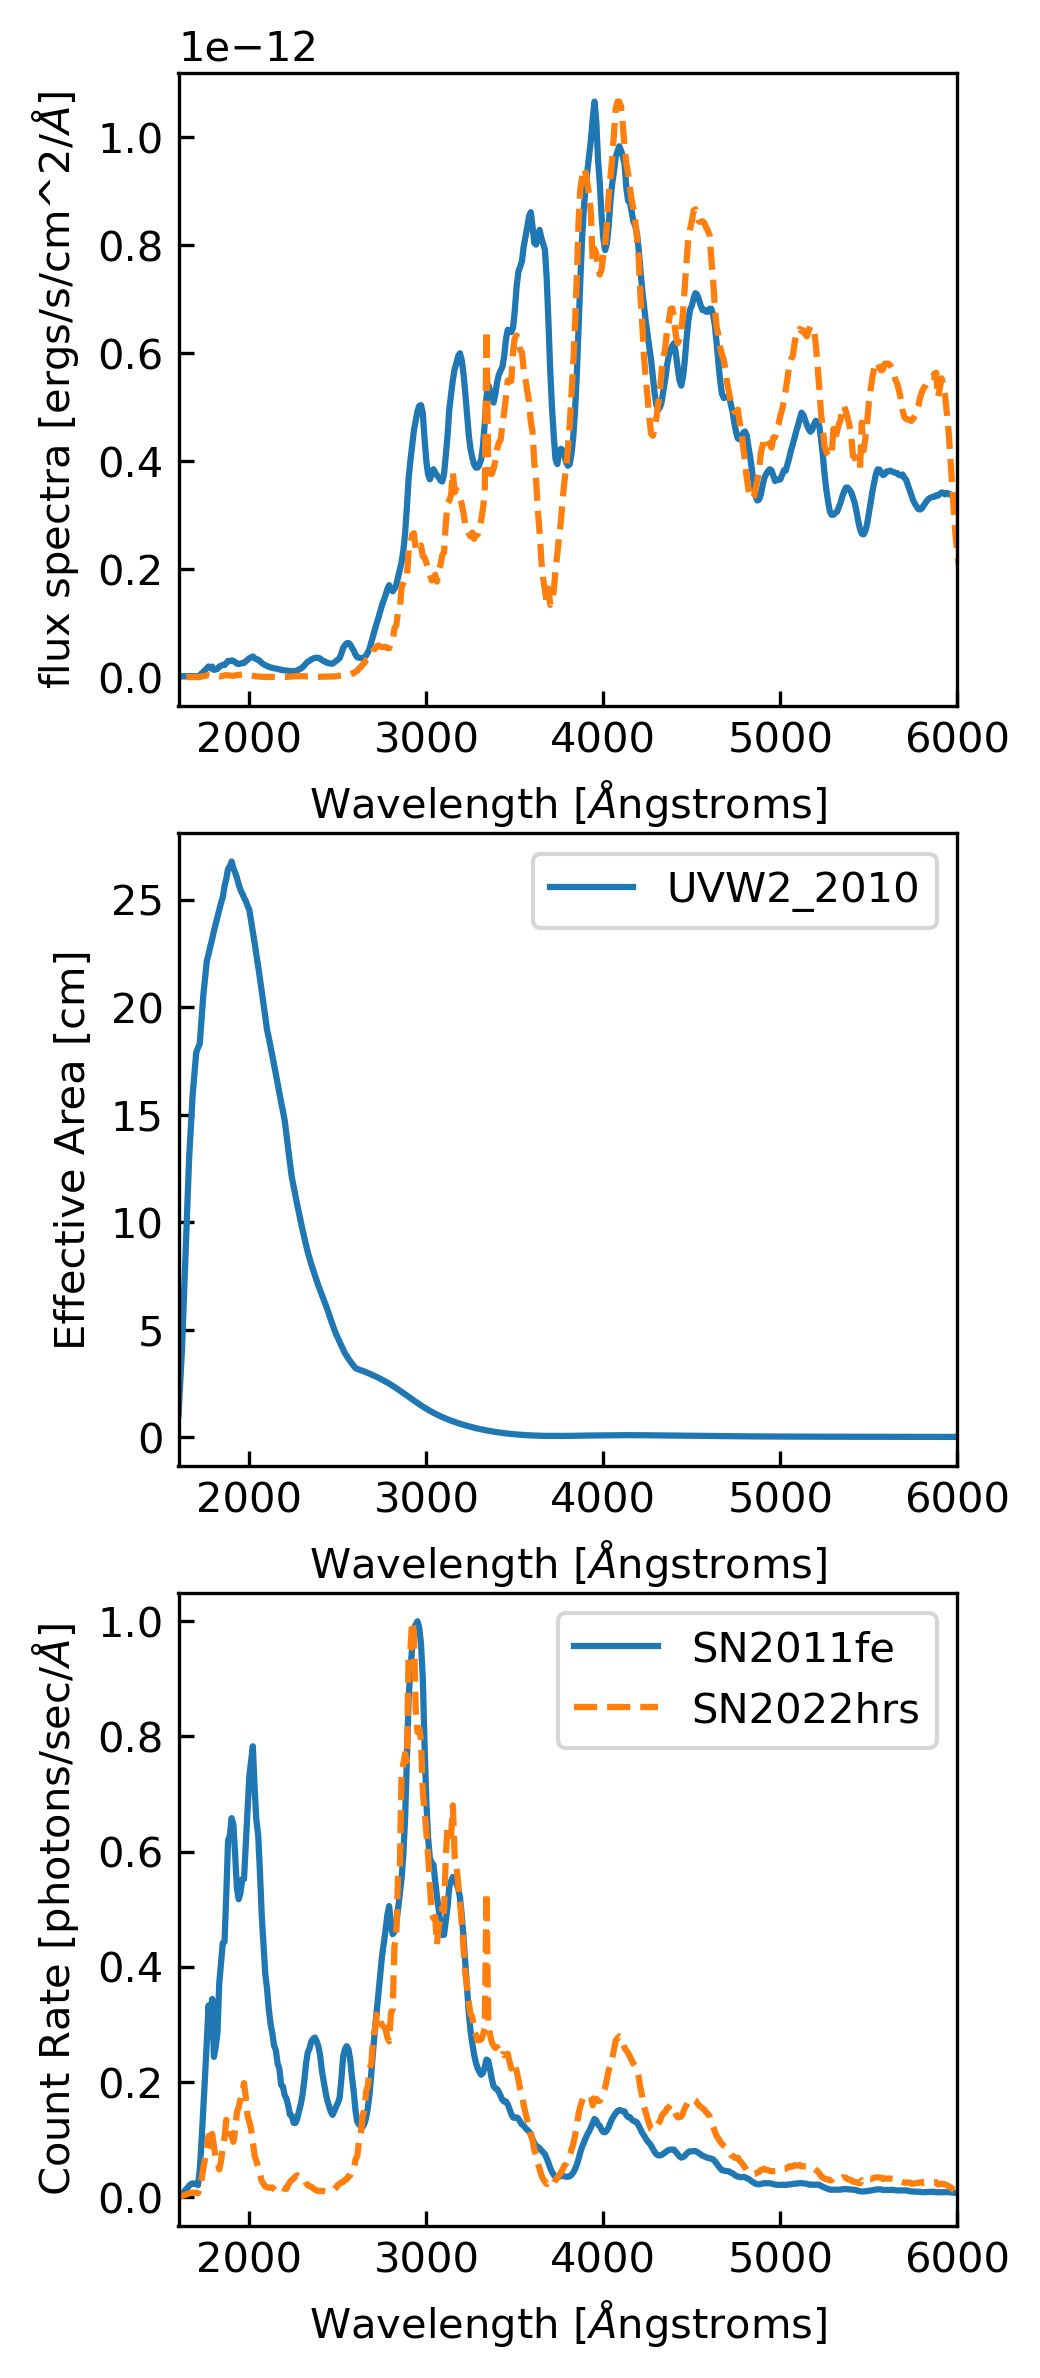 1e−12
flux spectra [ergs/s/cm^2/Å]
1.0
0.8
0.6
0.4
0.2
0.0
2000 3000 4000 5000 6000
Wavelength [Ångstroms]
UVW2_2010
Effective Area [cm]
25
20
15
10
5
0
2000 3000 4000 5000 6000
Wavelength [Ångstroms]
SN2011fe
SN2022hrs
Count Rate [photons/sec/Å]
1.0
0.8
0.6
0.4
0.2
0.0
2000 3000 4000 5000 6000
Wavelength [Ångstroms]